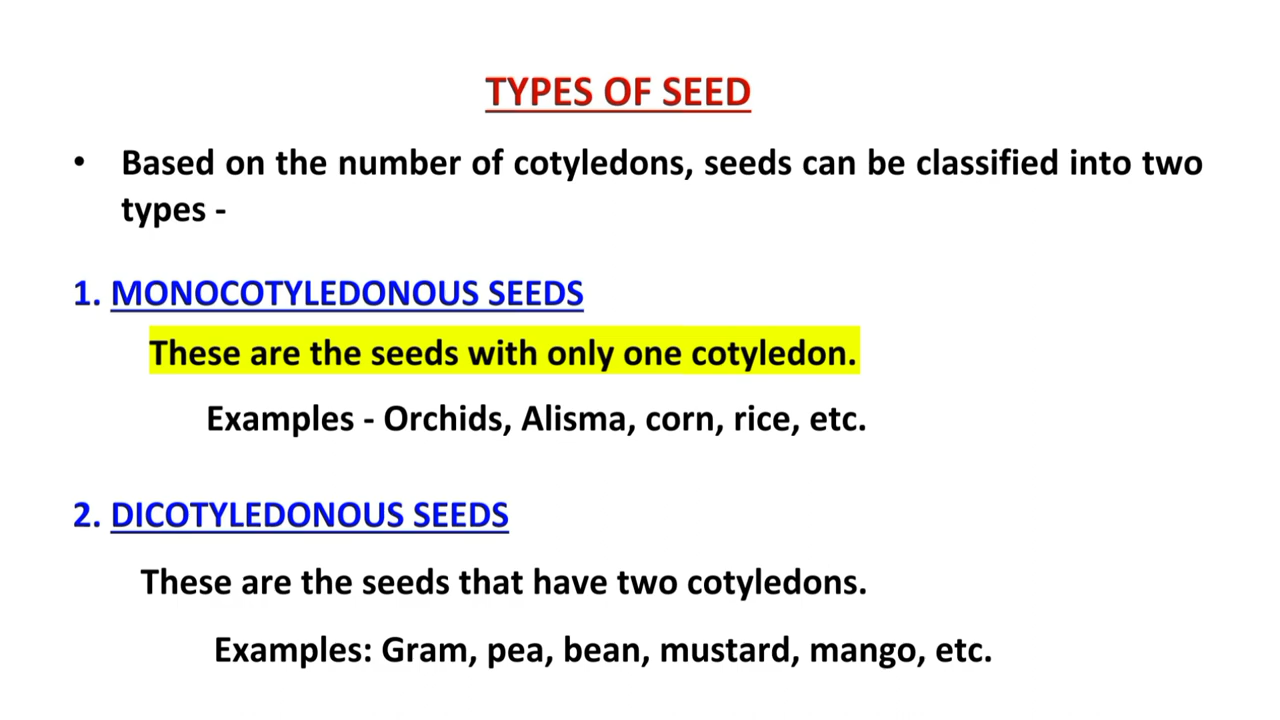 TYPES OF SEED
• Based on the number of cotyledons, seeds can be classified into two
types -
1. MONOCOTYLEDONOUS SEEDS
These are the seeds with only one cotyledon.
Examples - Orchids, Alisma, corn, rice, etc.
2. DICOTYLEDONOUS SEEDS
These are the seeds that have two cotyledons.
Examples: Gram, pea, bean, mustard, mango, etc.